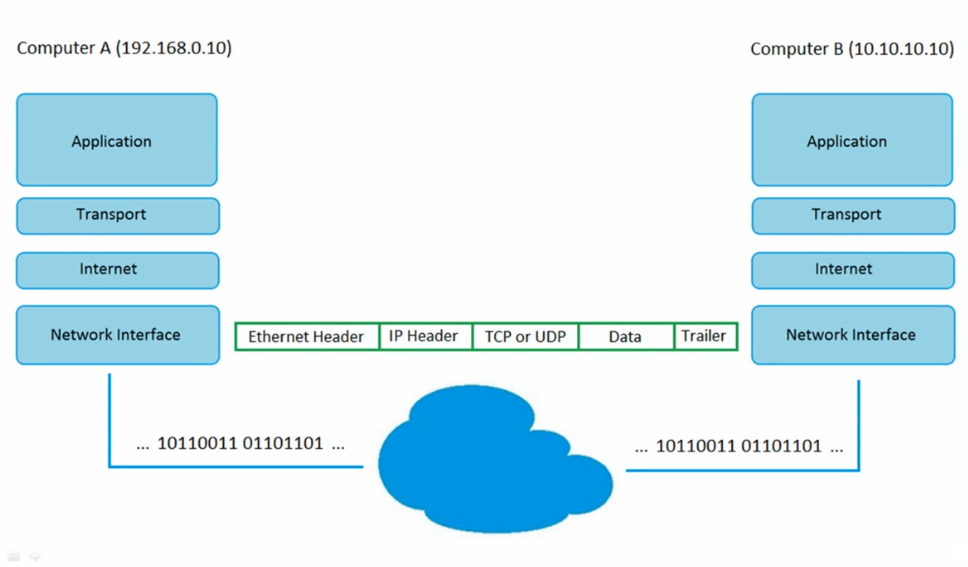 Computer A (192.168.0.10)
Computer B (10.10.10.10)
Application
Application
Transport
Transport
Internet
Internet
Network Interface
Ethernet Header
IP Header
TCP or UDP
Data
Trailer
Network Interface
... 10110011 01101101 ...
... 10110011 01101101 ...